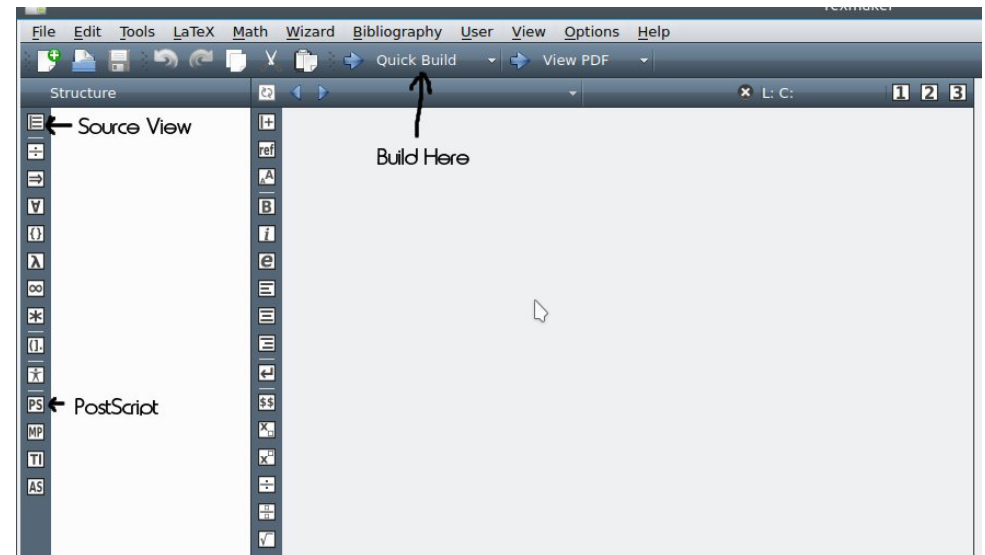 File Edit Tools LaTeX Math Wizard Bibliography User View Options Help
Quick Build View PDF
Structure L: C: 1 2 3
Source View
ref
Build Here
B
i
e
PostScript
PS $$
MP
TI
AS